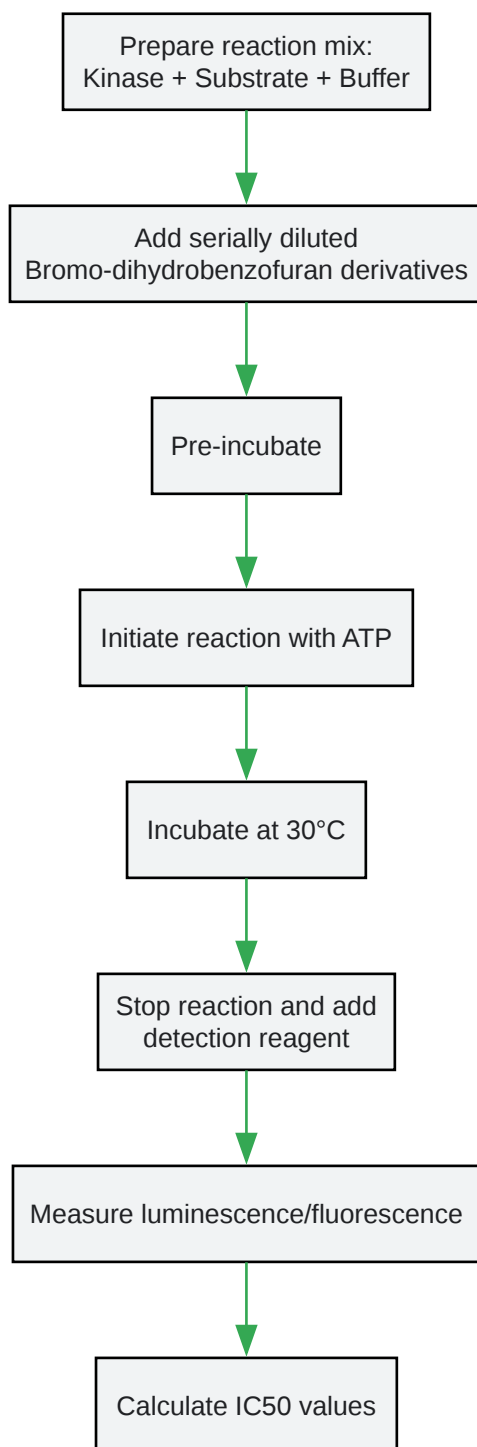 Prepare reaction mix:
Kinase + Substrate + Buffer
Add serially diluted
Bromo-dihydrobenzofuran derivatives
Pre-incubate
Initiate reaction with ATP
Incubate at 30°C
Stop reaction and add
detection reagent
Measure luminescence/fluorescence
Calculate IC50 values